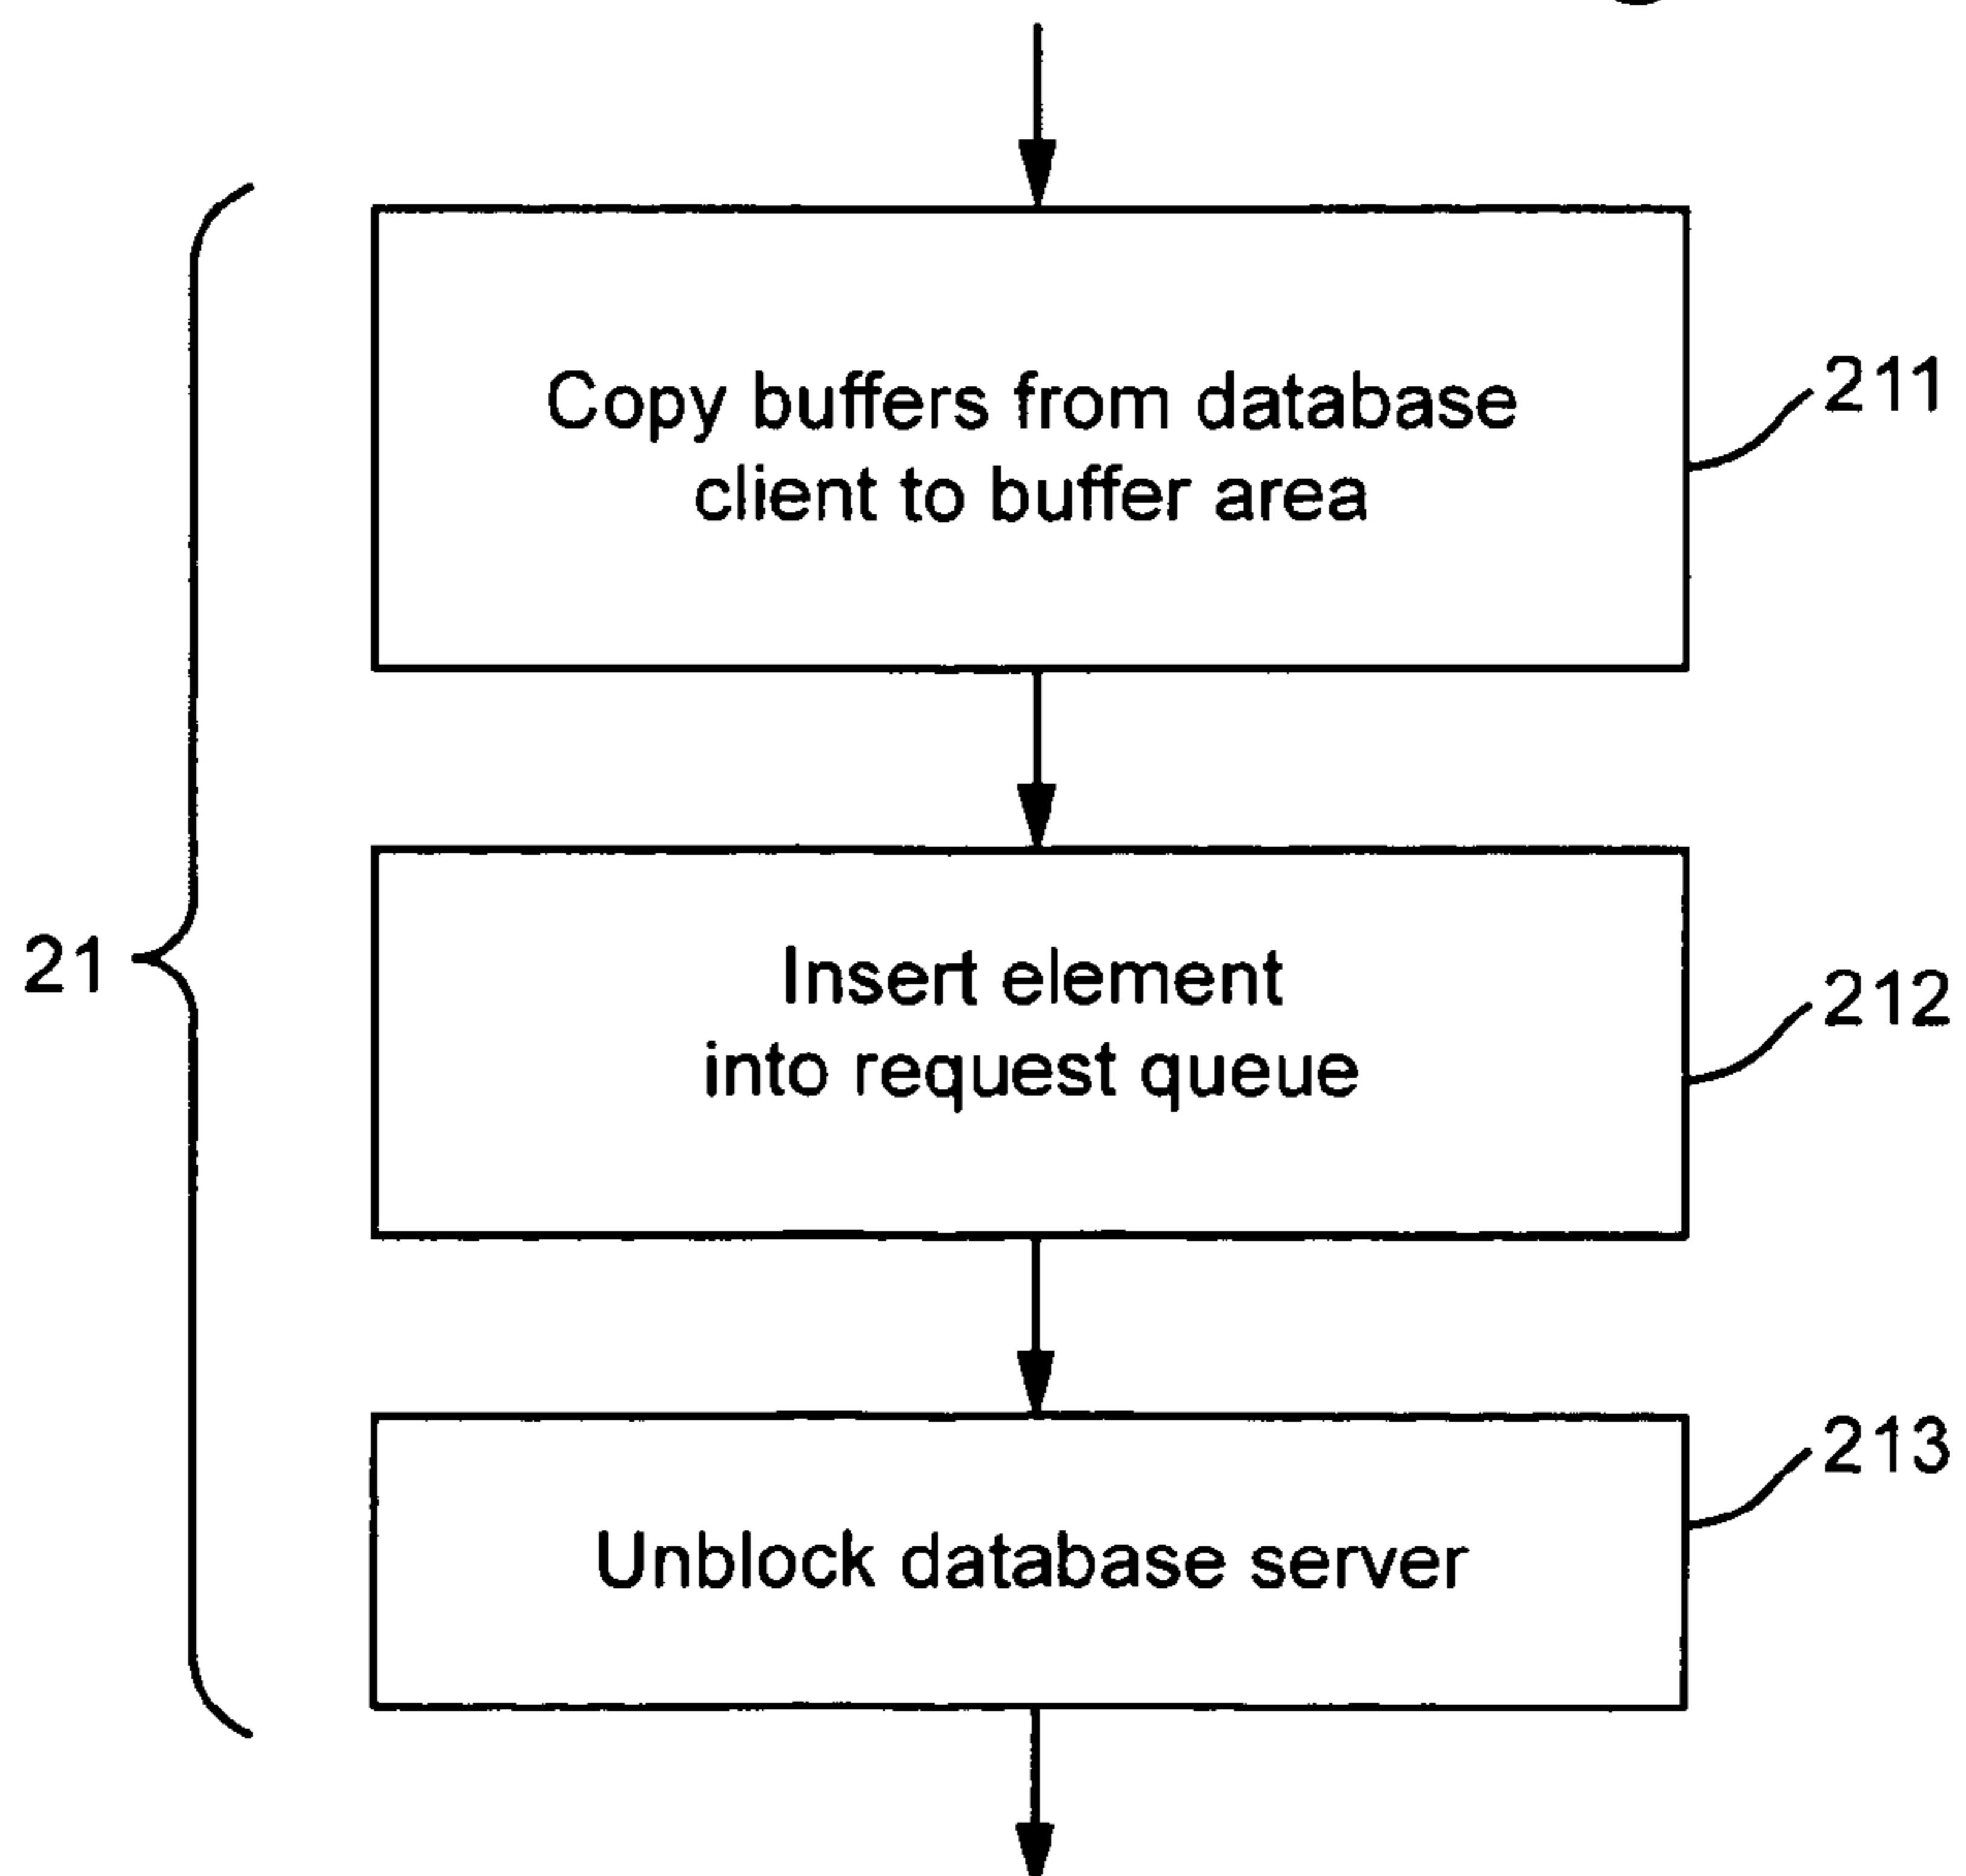 Copy buffers from database
client to buffer area
211
21
Insert element
into request queue
212
Unblock database server
213